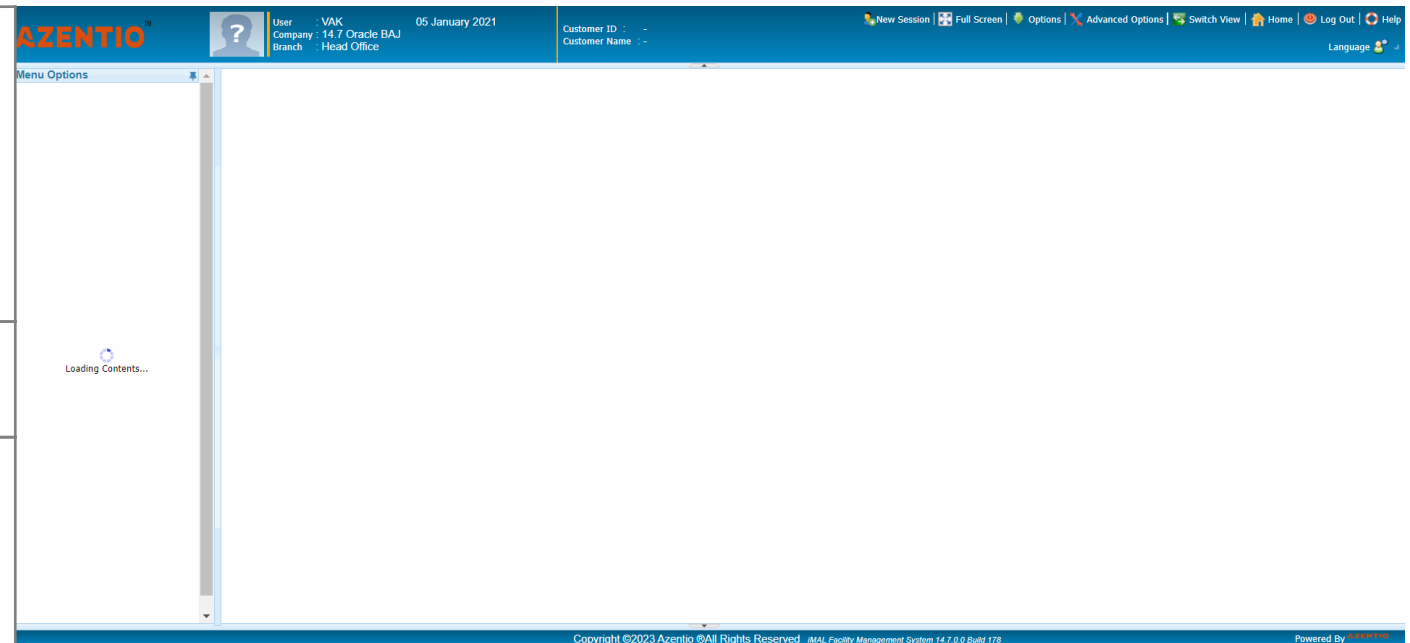 AZENTIO™
User : VAK 05 January 2021
Company : 14.7 Oracle BAJ
Branch : Head Office
Customer ID : -
Customer Name : -
New Session | Full Screen | Options | Advanced Options | Switch View | Home | Log Out | Help
Language
Menu Options
Loading Contents...
Copyright ©2023 Azentio ®All Rights Reserved iMAL Facility Management System 14.7.0.0 Build 178
Powered By AZENTIO